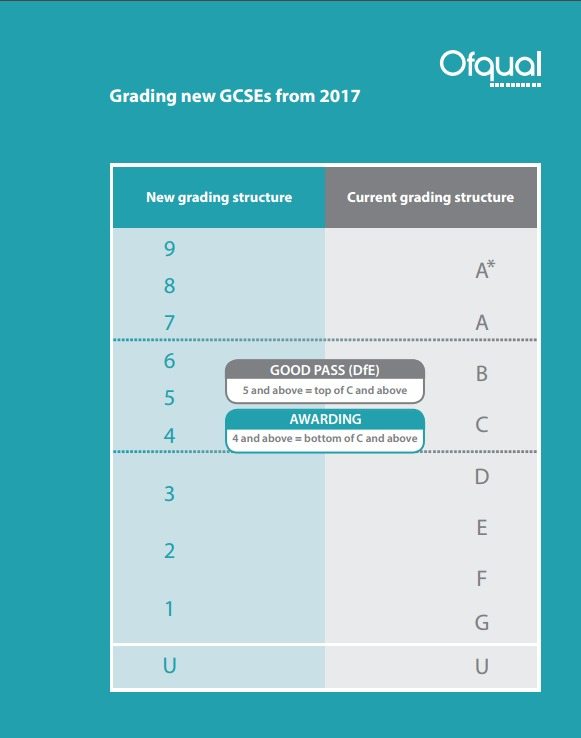 Ofqual
Grading new GCSEs from 2017
New grading structure
Current grading structure
9
8
7
6
5
4
3
2
1
U
GOOD PASS (DfE)
5 and above = top of C and above
AWARDING
4 and above = bottom of C and above
A*
A
B
C
D
E
F
G
U